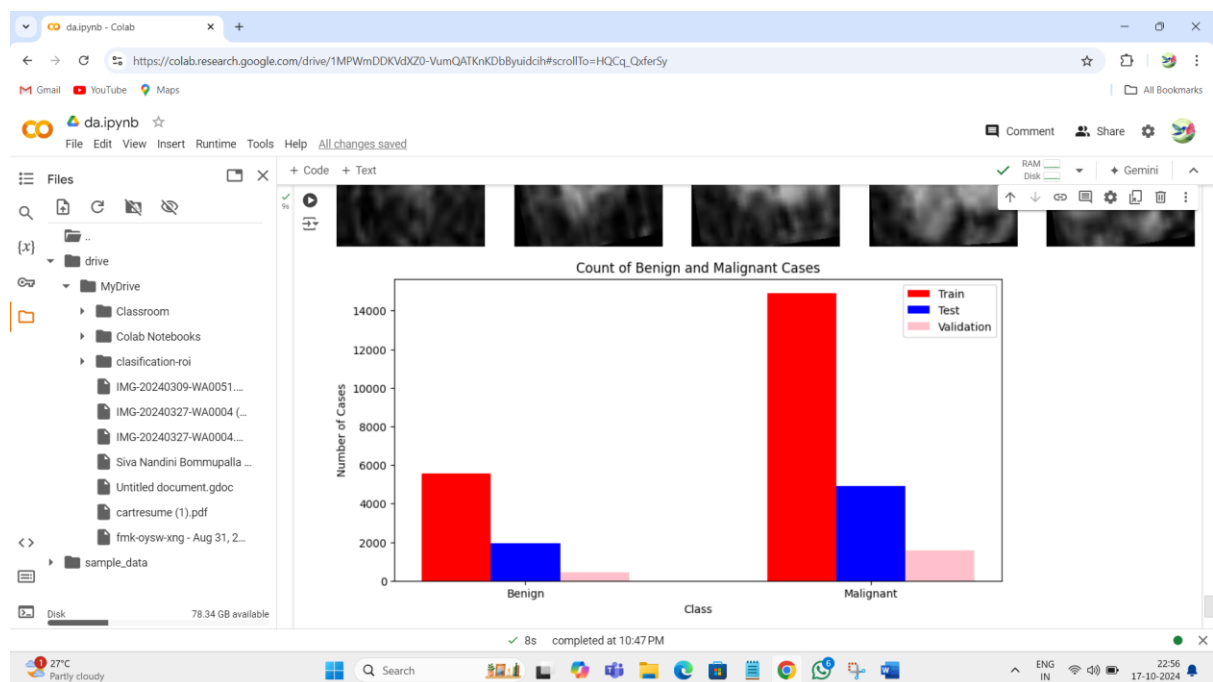 da.ipynb - Colab
https://colab.research.google.com/drive/1MPWmDDKVdXZ0-VumQATKnKDbByuidcih#scrollTo=HQCq_QxferSy
Gmail YouTube Maps All Bookmarks
CO da.ipynb
File Edit View Insert Runtime Tools Help All changes saved
Comment Share
Files
+ Code + Text
RAM
Disk
Gemini
{x}
..
drive
MyDrive
Classroom
Colab Notebooks
clasification-roi
IMG-20240309-WA0051....
IMG-20240327-WA0004 (...
IMG-20240327-WA0004....
Siva Nandini Bommupalla ...
Untitled document.gdoc
cartresume (1).pdf
fmk-oysw-xng - Aug 31, 2...
sample_data
Disk 78.34 GB available
9s
Count of Benign and Malignant Cases
Train
Test
Validation
Number of Cases
14000
12000
10000
8000
6000
4000
2000
0
Benign Malignant
Class
8s completed at 10:47 PM
27°C
Partly cloudy
Search
6
ENG
IN
22:56
17-10-2024